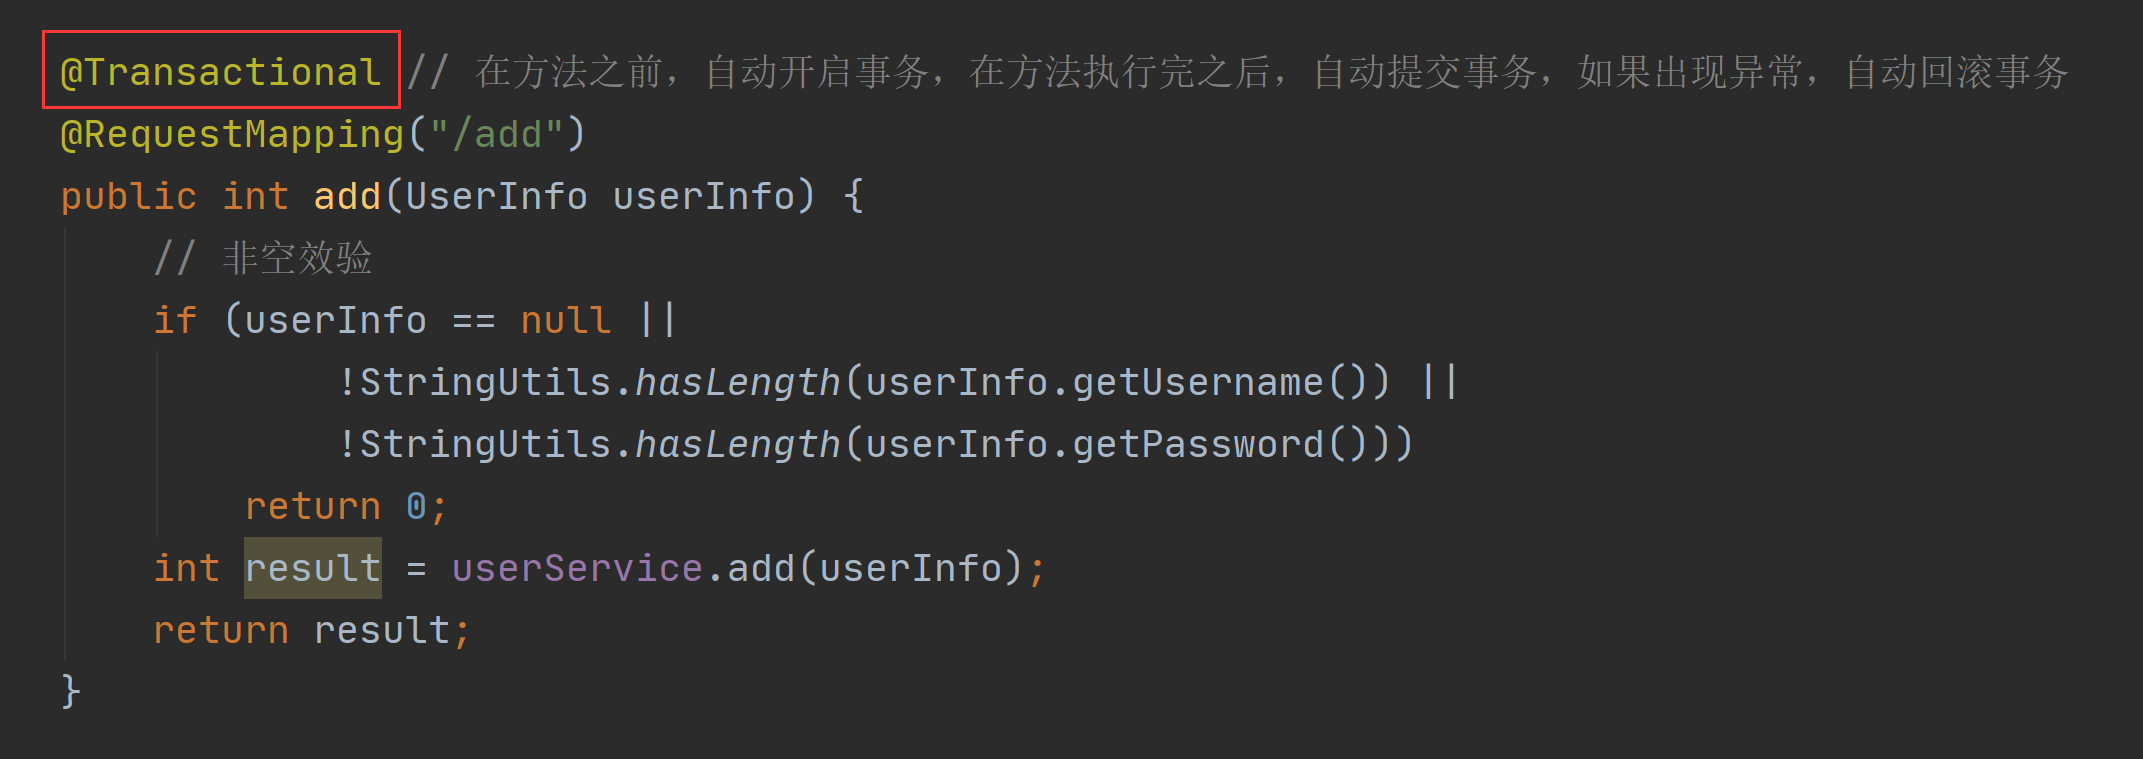 @Transactional // 在方法之前，自动开启事务，在方法执行完之后，自动提交事务，如果出现异常，自动回滚事务
@RequestMapping("/add")
public int add(UserInfo userInfo) {
    // 非空效验
    if (userInfo == null ||
            !StringUtils.hasLength(userInfo.getUsername()) ||
            !StringUtils.hasLength(userInfo.getPassword()))
        return 0;
    int result = userService.add(userInfo);
    return result;
}